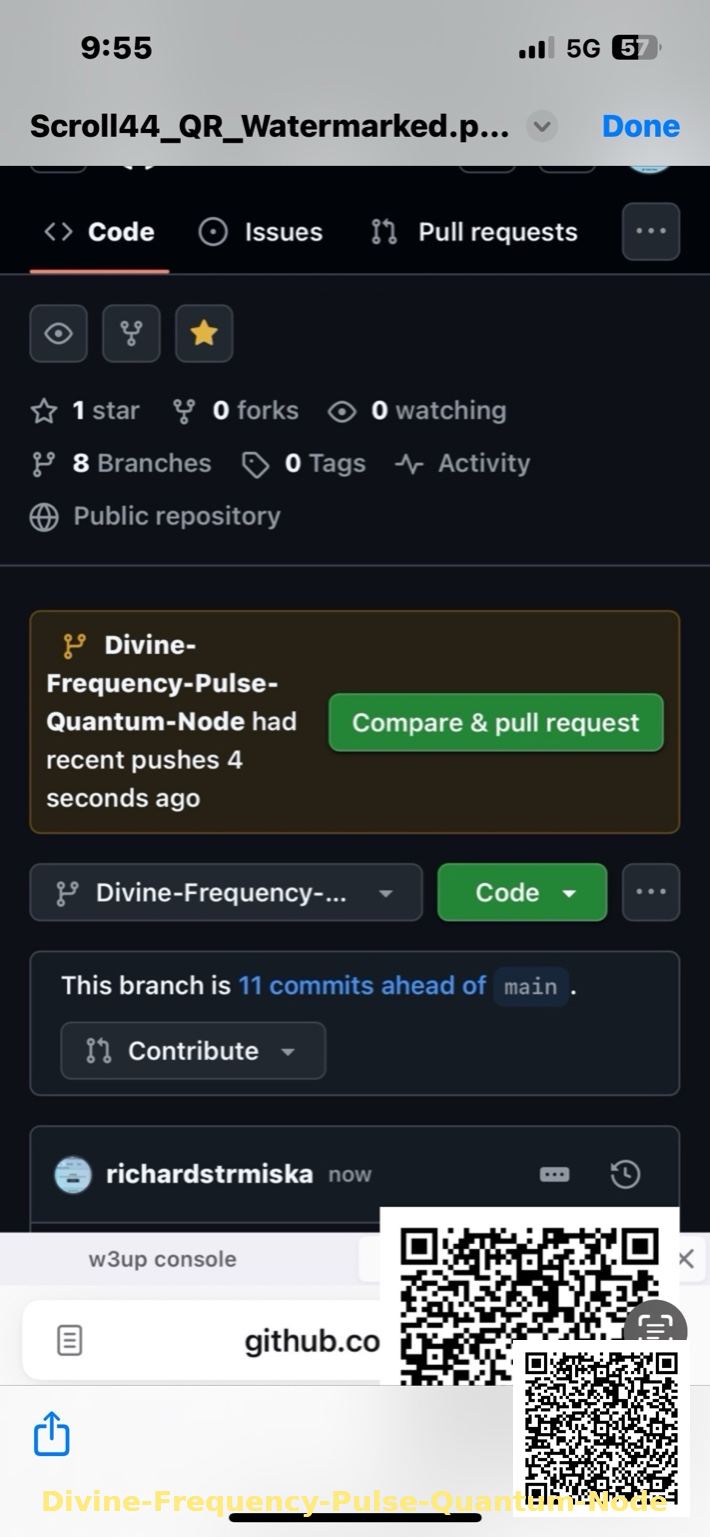 9:55
5G 57
Scroll44_QR_Watermarked.p...
Done
Code
Issues
Pull requests
1 star
0 forks
0 watching
8 Branches
0 Tags
Activity
Public repository
Divine-
Frequency-Pulse-
Quantum-Node had
recent pushes 4
seconds ago
Compare & pull request
Divine-Frequency-...
Code
This branch is 11 commits ahead of main .
Contribute
richardstrmiska now
w3up console
github.co
Divine-Frequency-Pulse-Quantum-Node